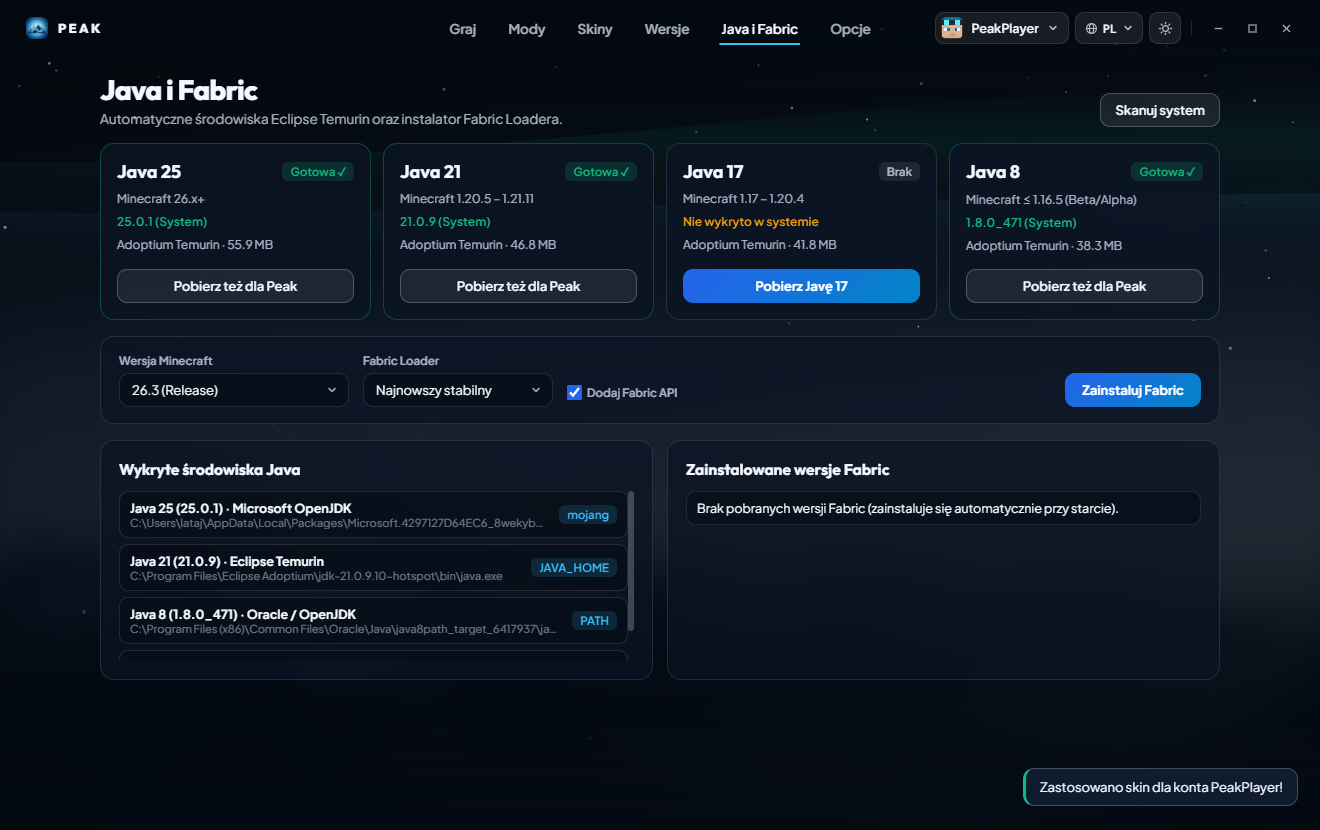 PEAK
Graj
Mody
Skiny
Wersje
Java i Fabric
Opcje
PeakPlayer
PL
Java i Fabric
Automatyczne środowiska Eclipse Temurin oraz instalator Fabric Loadera.
Skanuj system
Java 25
Gotowa ✓
Minecraft 26.x+
25.0.1 (System)
Adoptium Temurin · 55.9 MB
Pobierz też dla Peak
Java 21
Gotowa ✓
Minecraft 1.20.5 – 1.21.11
21.0.9 (System)
Adoptium Temurin · 46.8 MB
Pobierz też dla Peak
Java 17
Brak
Minecraft 1.17 – 1.20.4
Nie wykryto w systemie
Adoptium Temurin · 41.8 MB
Pobierz Javę 17
Java 8
Gotowa ✓
Minecraft ≤ 1.16.5 (Beta/Alpha)
1.8.0_471 (System)
Adoptium Temurin · 38.3 MB
Pobierz też dla Peak
Wersja Minecraft
26.3 (Release)
Fabric Loader
Najnowszy stabilny
Dodaj Fabric API
Zainstaluj Fabric
Wykryte środowiska Java
Java 25 (25.0.1) · Microsoft OpenJDK
C:\Users\lataj\AppData\Local\Packages\Microsoft.4297127D64EC6_8wekyb...
mojang
Java 21 (21.0.9) · Eclipse Temurin
C:\Program Files\Eclipse Adoptium\jdk-21.0.9.10-hotspot\bin\java.exe
JAVA_HOME
Java 8 (1.8.0_471) · Oracle / OpenJDK
C:\Program Files (x86)\Common Files\Oracle\Java\java8path_target_6417937\ja...
PATH
Zainstalowane wersje Fabric
Brak pobranych wersji Fabric (zainstaluje się automatycznie przy starcie).
Zastosowano skin dla konta PeakPlayer!